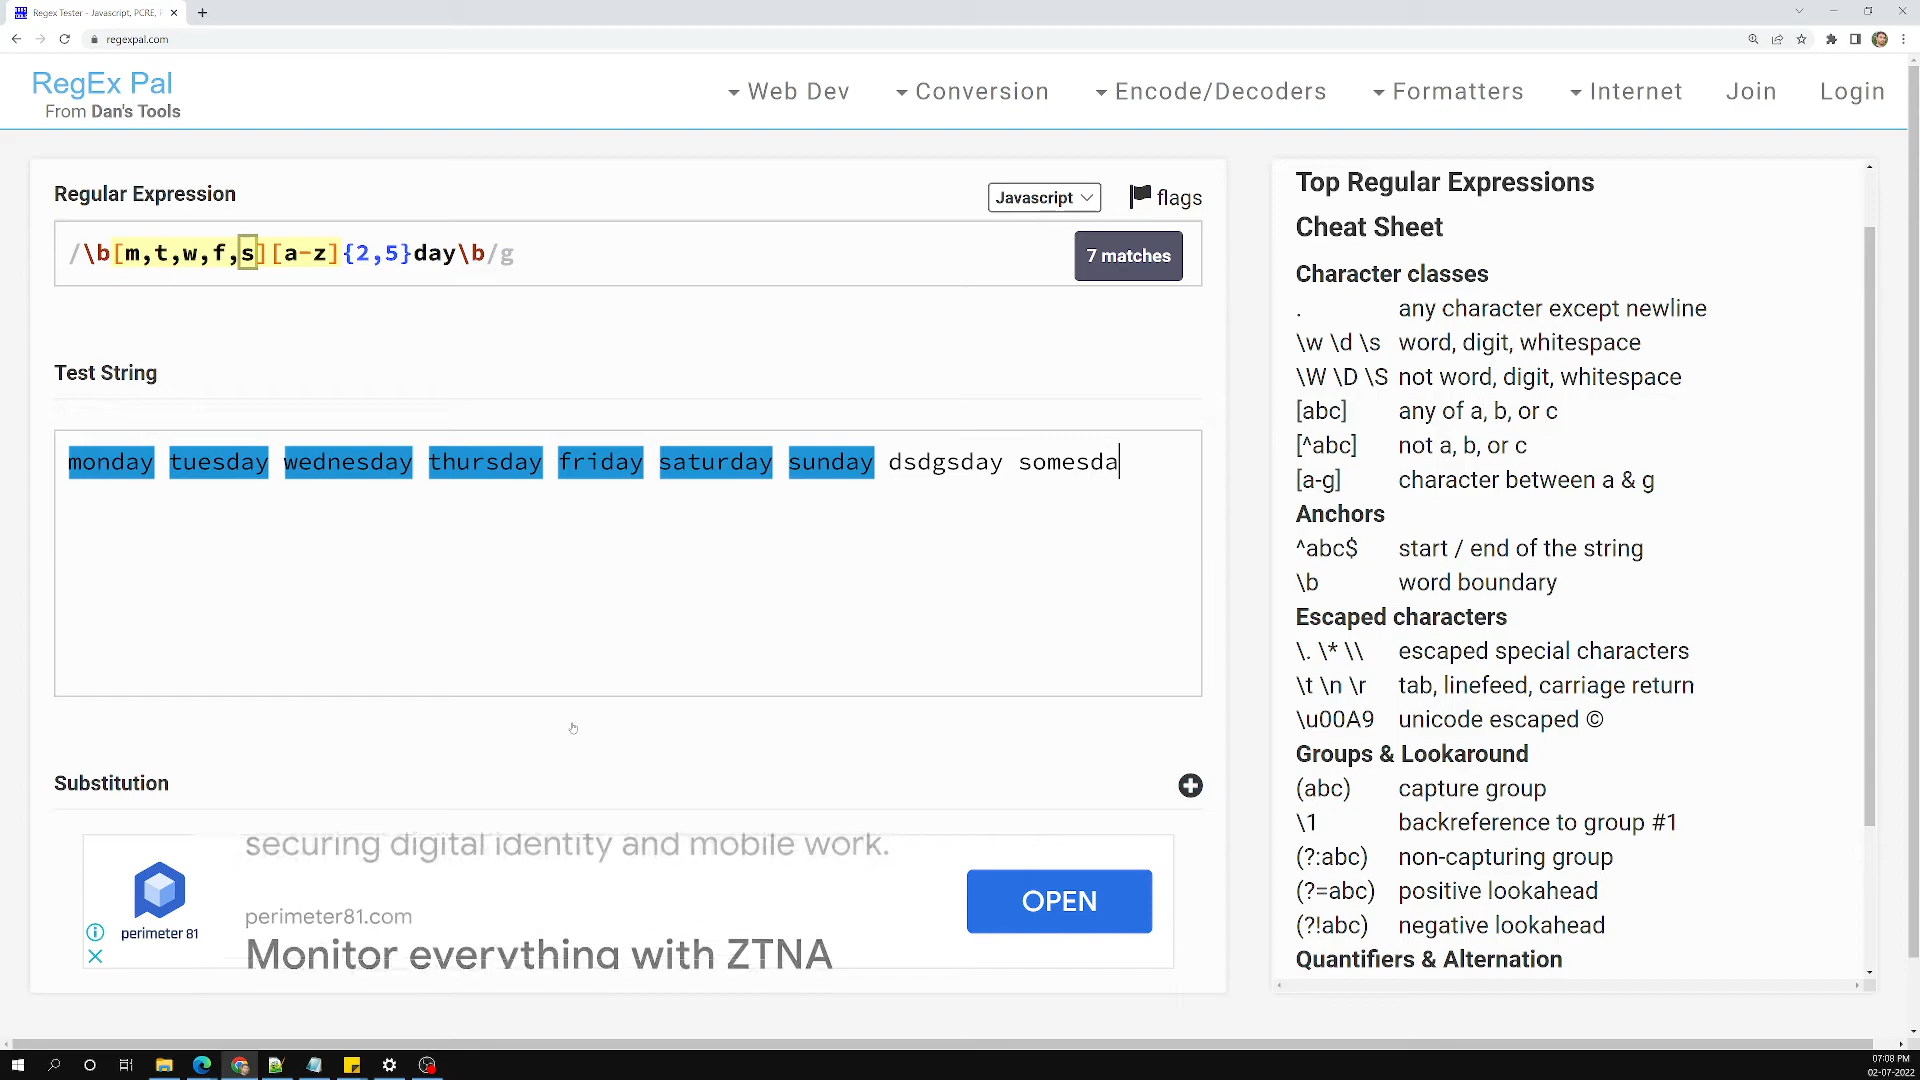 Regex Tester - Javascript, PCRE, P
regexpal.com
RegEx Pal
From Dan's Tools
Web Dev Conversion Encode/Decoders Formatters Internet Join Login
Regular Expression
Javascript
flags
/\b[m,t,w,f,s][a-z]{2,5}day\b/g
7 matches
Test String
monday tuesday wednesday thursday friday saturday sunday dsdgsday somesda
Substitution
securing digital identity and mobile work.
perimeter81.com
Monitor everything with ZTNA
perimeter 81
OPEN
Top Regular Expressions
Cheat Sheet
Character classes
. any character except newline
\w \d \s word, digit, whitespace
\W \D \S not word, digit, whitespace
[abc] any of a, b, or c
[^abc] not a, b, or c
[a-g] character between a & g
Anchors
^abc$ start / end of the string
\b word boundary
Escaped characters
\. \* \\ escaped special characters
\t \n \r tab, linefeed, carriage return
\u00A9 unicode escaped ©
Groups & Lookaround
(abc) capture group
\1 backreference to group #1
(?:abc) non-capturing group
(?=abc) positive lookahead
(?!abc) negative lookahead
Quantifiers & Alternation
07:08 PM
02-07-2022